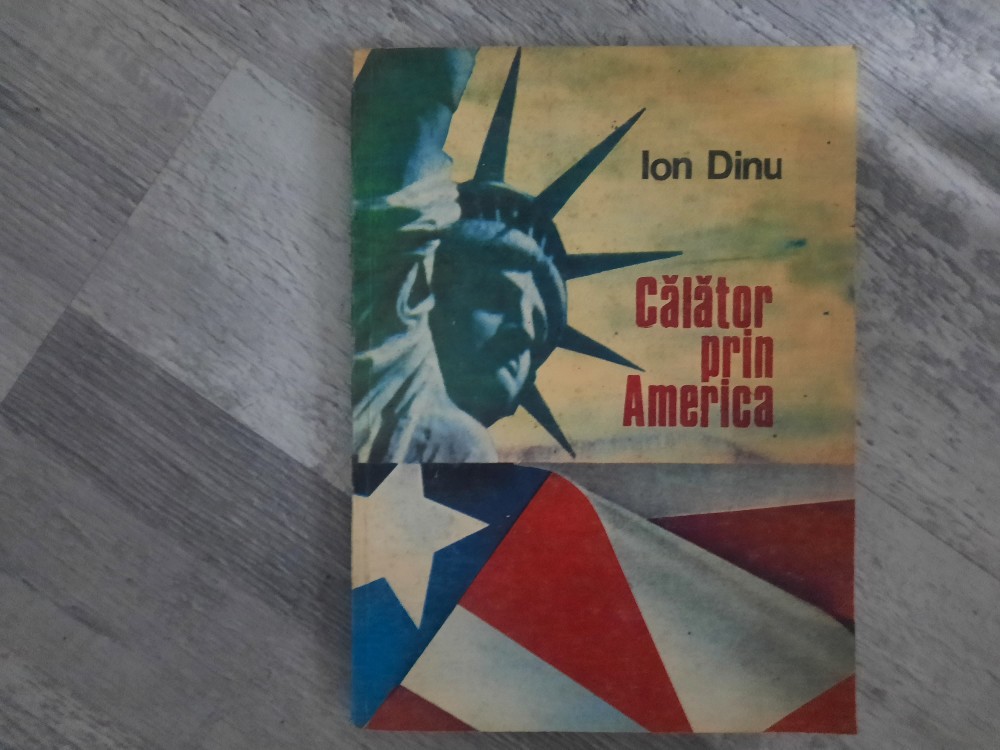 Ion Dinu
Călător
prin
America